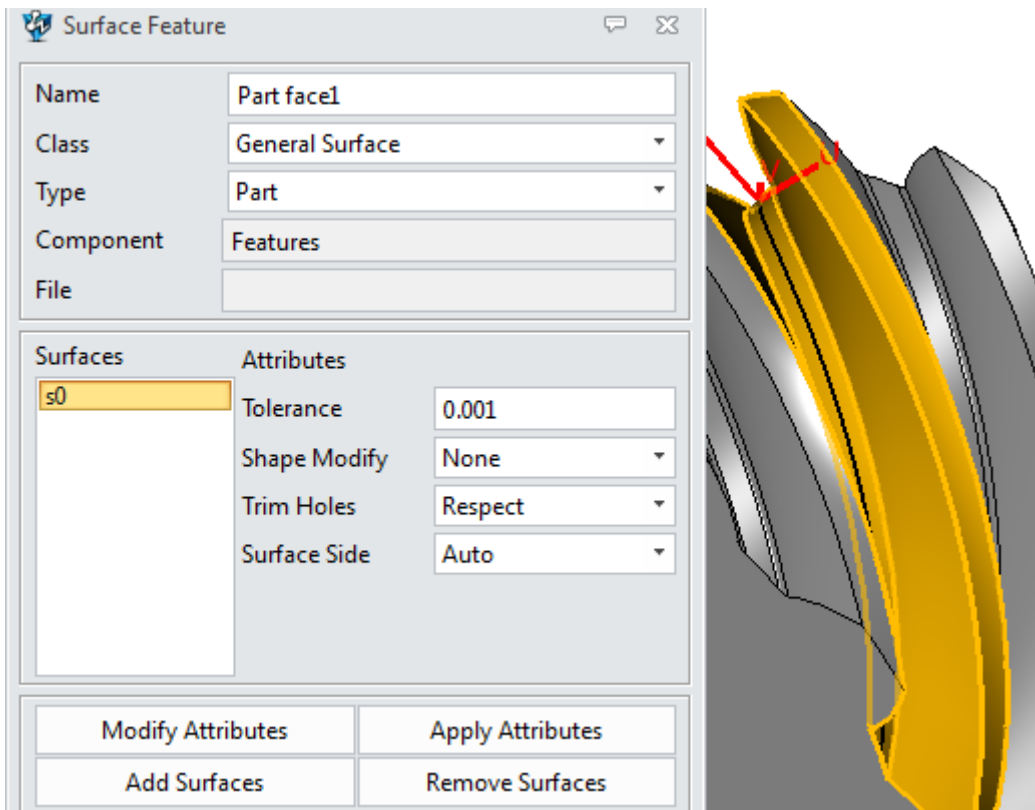 Surface Feature
Name Part face1
Class General Surface
Type Part
Component Features
File
Surfaces Attributes
s0
Tolerance 0.001
Shape Modify None
Trim Holes Respect
Surface Side Auto
Modify Attributes Apply Attributes
Add Surfaces Remove Surfaces